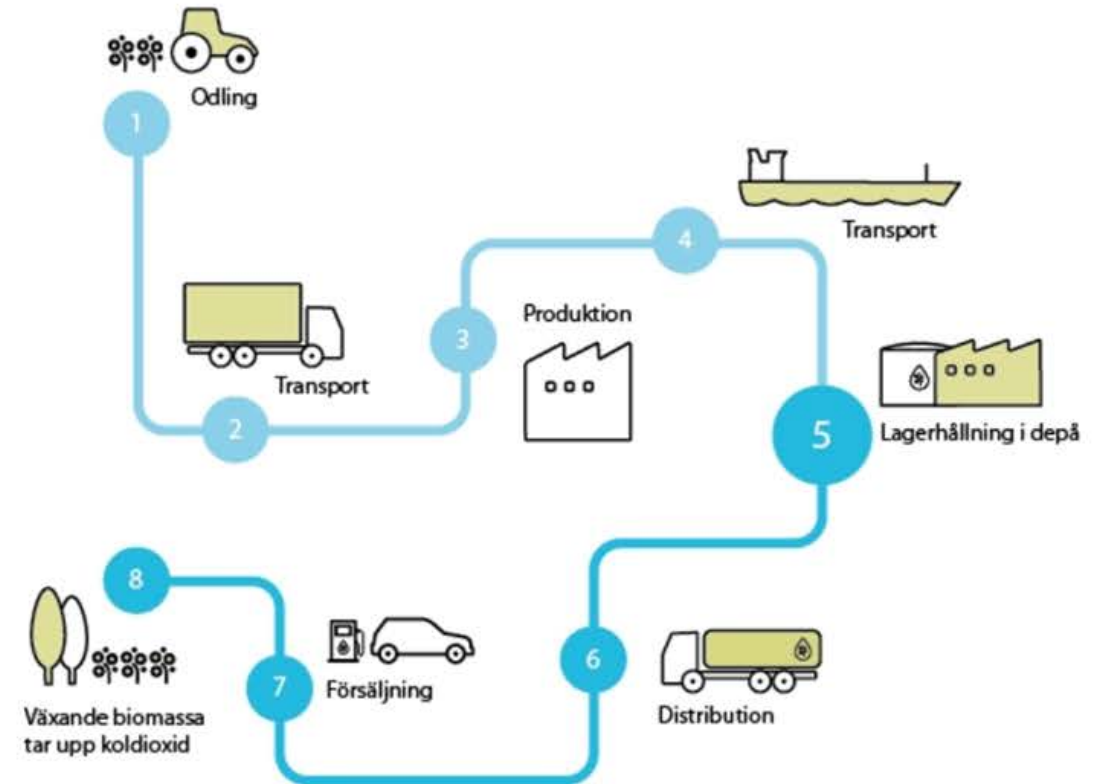 Odling
1
Transport
2
3
Produktion
4
Transport
5
Lagerhållning i depå
6
Distribution
7
Försäljning
8
Växande biomassa
tar upp koldioxid